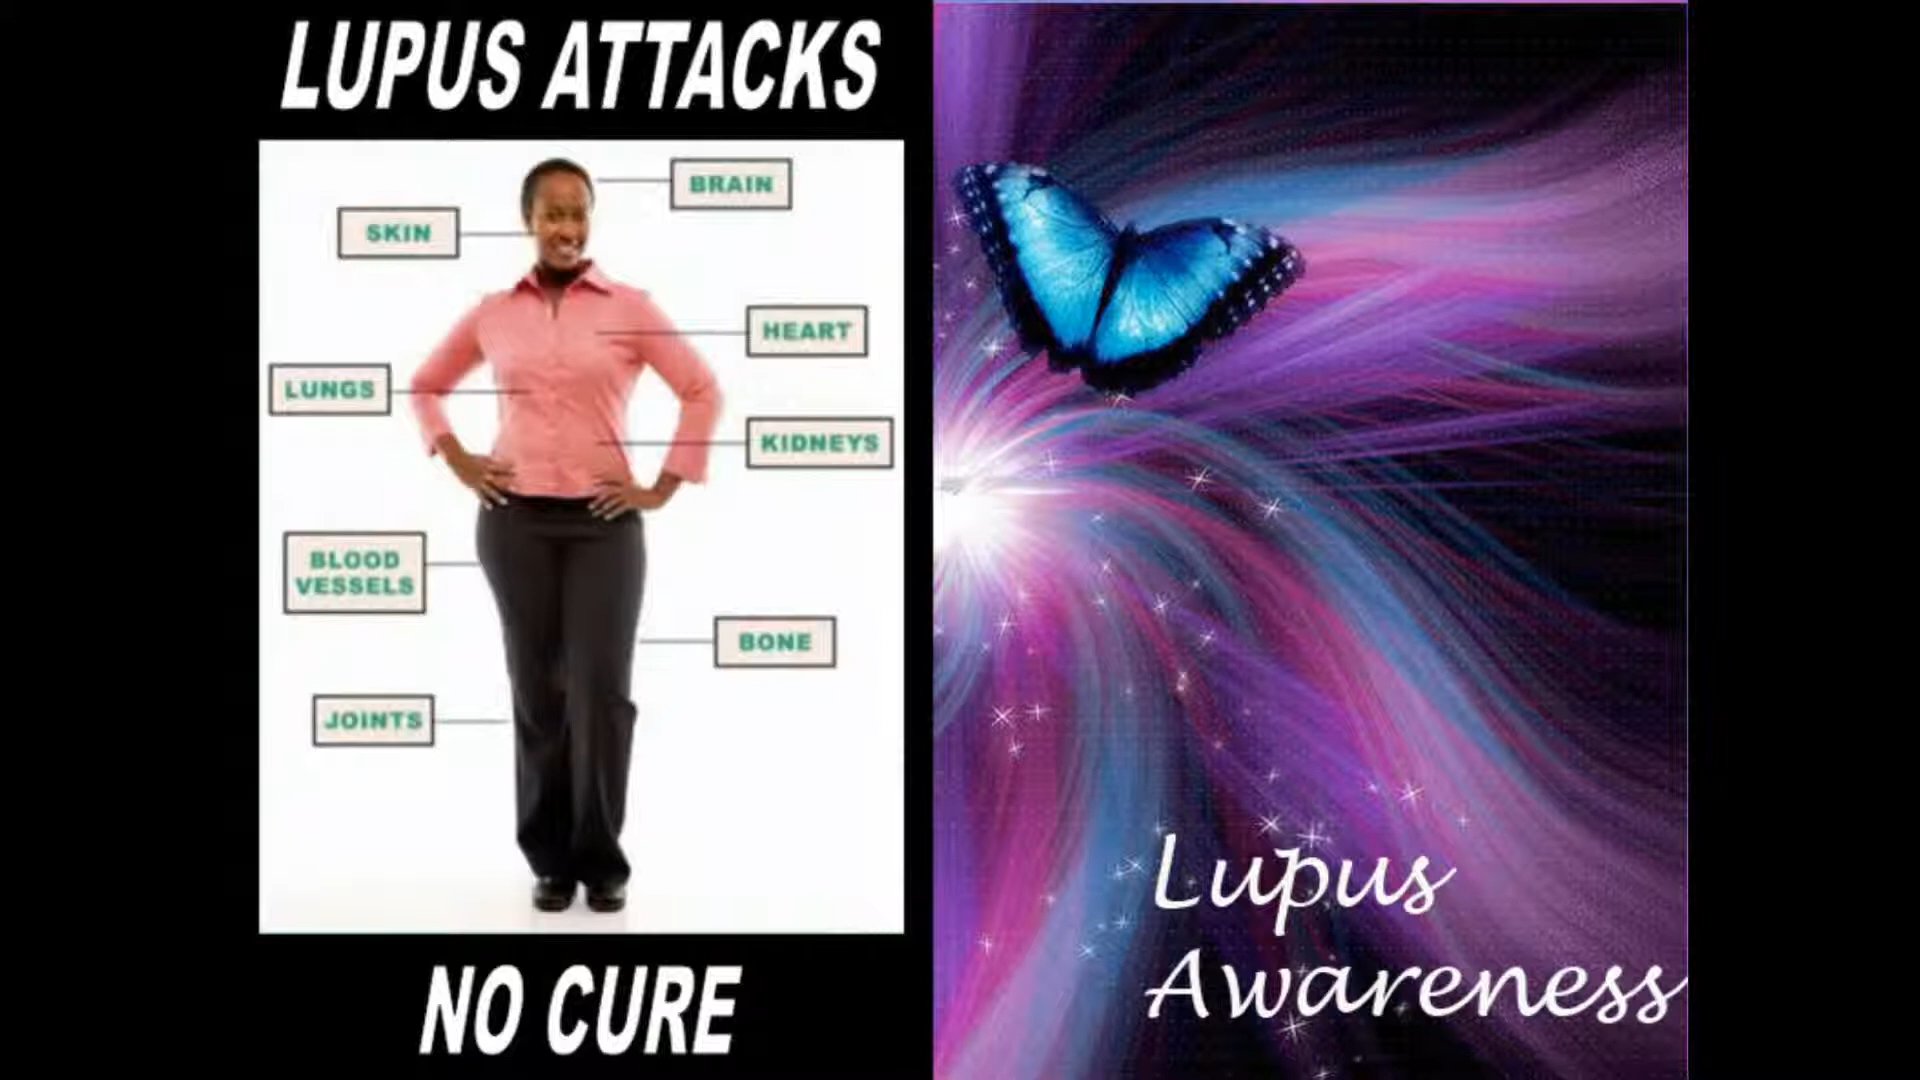 LUPUS ATTACKS
BRAIN
SKIN
HEART
LUNGS
KIDNEYS
BLOOD
VESSELS
BONE
JOINTS
NO CURE
Lupus
Awareness